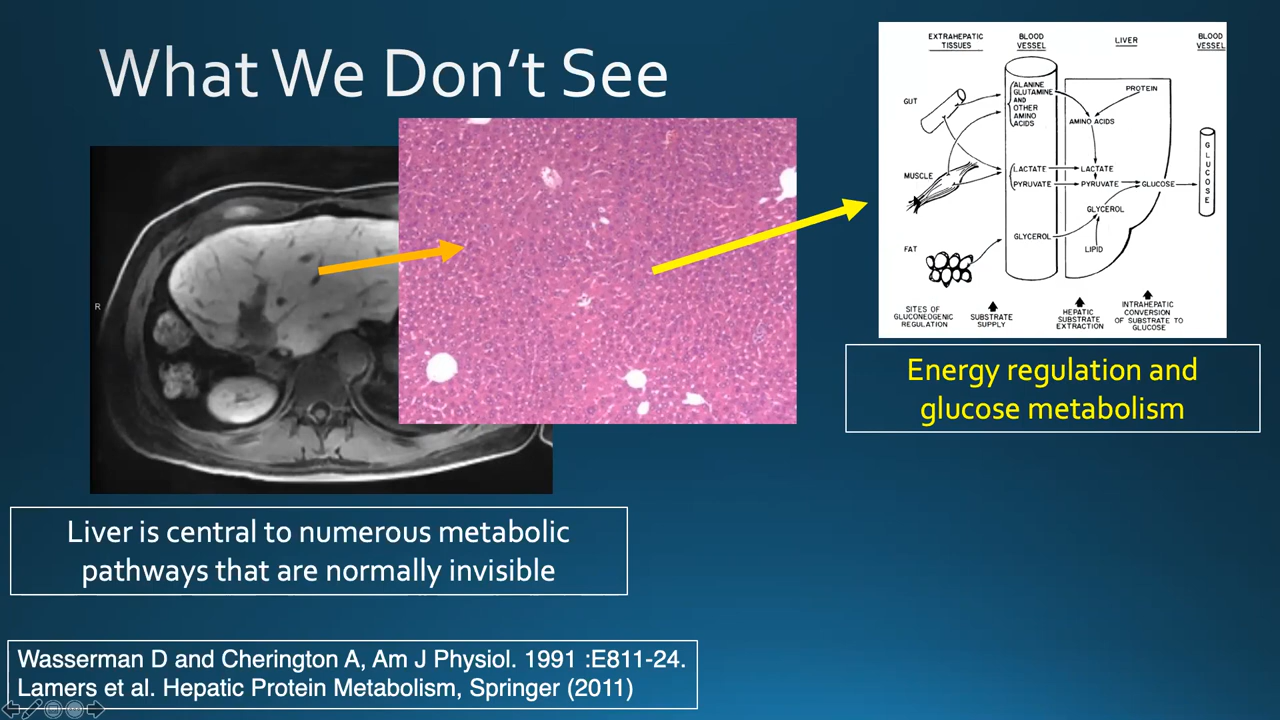 What We Don't See
R
EXTRAHEPATIC
TISSUES
BLOOD
VESSEL
LIVER
BLOOD
VESSEL
GUT
ALANINE
GLUTAMINE
AND
OTHER
AMINO
ACIDS
PROTEIN
AMINO ACIDS
MUSCLE
LACTATE
PYRUVATE
LACTATE
PYRUVATE
GLUCOSE
GLUCOSE
GLYCEROL
FAT
GLYCEROL
LIPID
SITES OF
GLUCONEOGENIC
REGULATION
SUBSTRATE
SUPPLY
HEPATIC
SUBSTRATE
EXTRACTION
INTRAHEPATIC
CONVERSION
OF SUBSTRATE TO
GLUCOSE
Energy regulation and
glucose metabolism
Liver is central to numerous metabolic
pathways that are normally invisible
Wasserman D and Cherington A, Am J Physiol. 1991 :E811-24.
Lamers et al. Hepatic Protein Metabolism, Springer (2011)